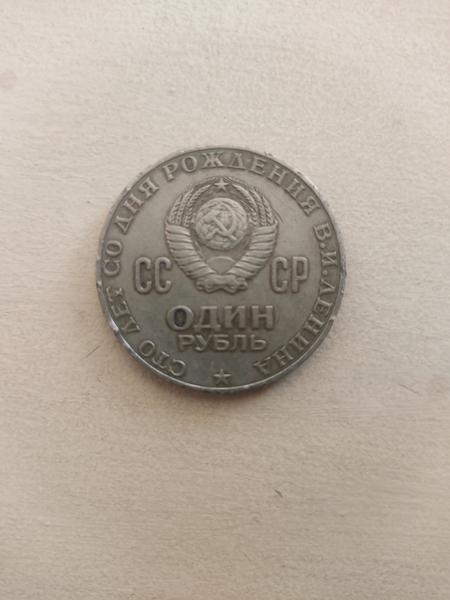 СТО ЛЕТ СО ДНЯ РОЖДЕНИЯ В.И.ЛЕНИНА
СС СР
ОДИН
РУБЛЬ